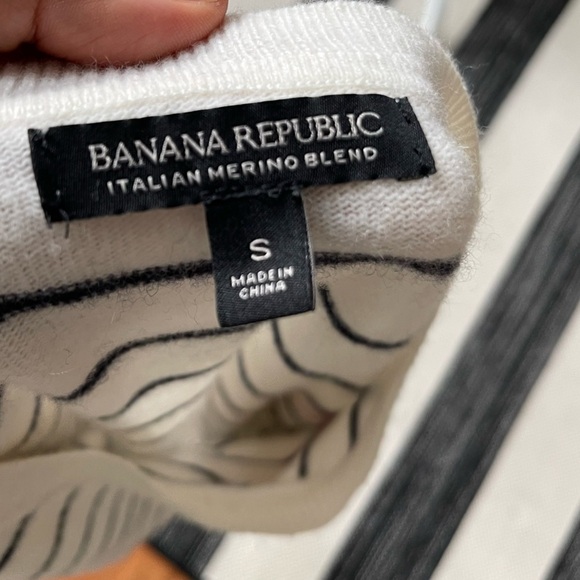 BANANA REPUBLIC
ITALIAN MERINO BLEND
S
MADE IN
CHINA